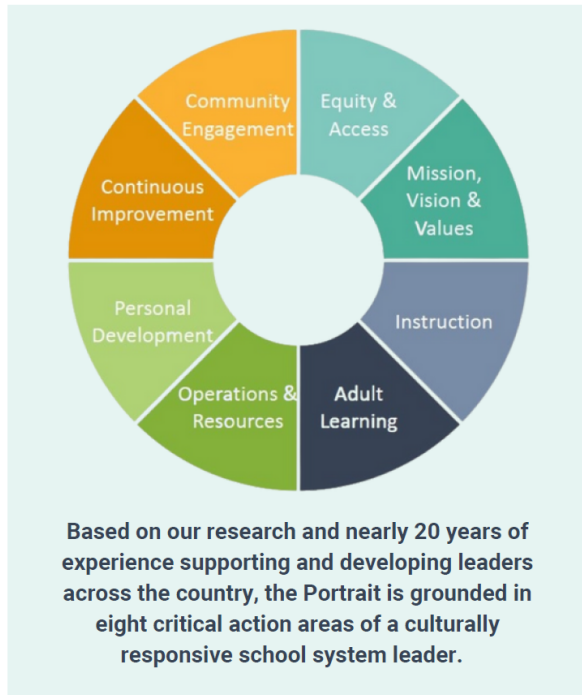 Community
Engagement
Equity &
Access
Mission,
Vision &
Values
Instruction
Adult
Learning
Operations &
Resources
Personal
Development
Continuous
Improvement
Based on our research and nearly 20 years of
experience supporting and developing leaders
across the country, the Portrait is grounded in
eight critical action areas of a culturally
responsive school system leader.